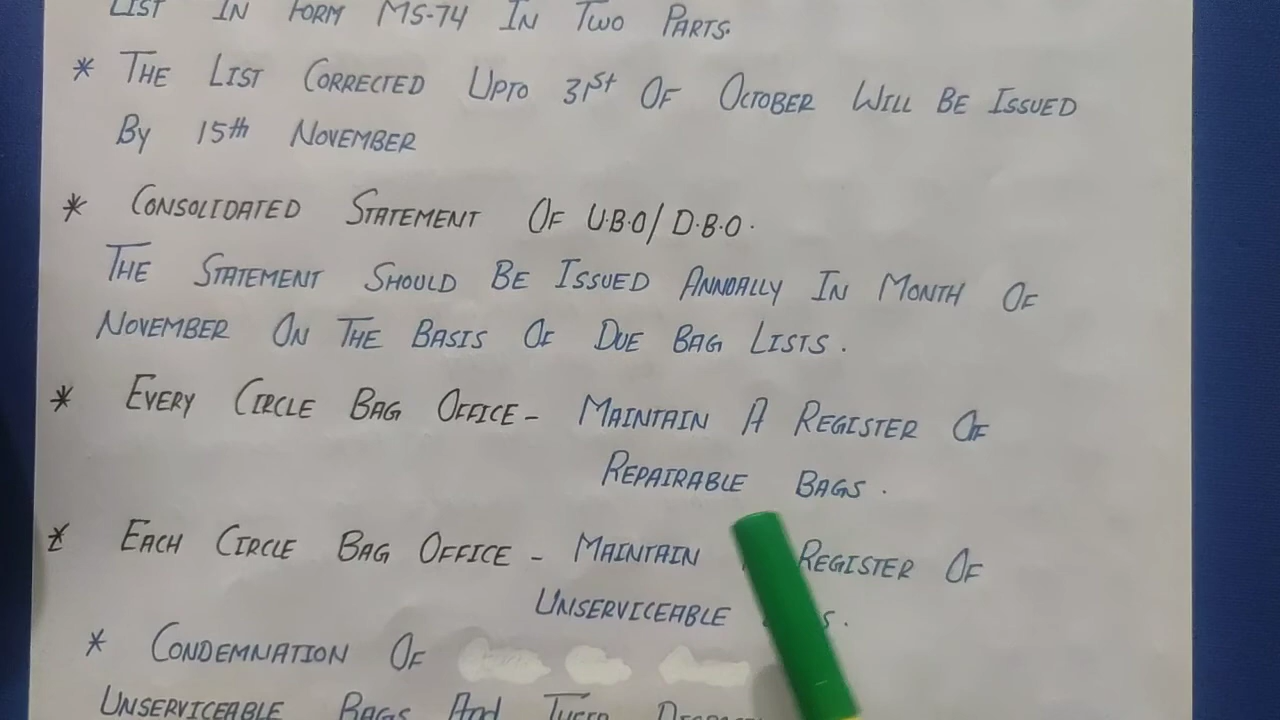 LIST IN FORM MS-74 IN TWO PARTS.
* THE LIST CORRECTED UPTO 31st OF OCTOBER WILL BE ISSUED
BY 15th NOVEMBER
* CONSOLIDATED STATEMENT OF U.B.O/ D.B.O.
THE STATEMENT SHOULD BE ISSUED ANNUALLY IN MONTH OF
NOVEMBER ON THE BASIS OF DUE BAG LISTS.
* EVERY CIRCLE BAG OFFICE - MAINTAIN A REGISTER OF
REPAIRABLE BAGS.
* EACH CIRCLE BAG OFFICE - MAINTAIN REGISTER OF
UNSERVICEABLE
* CONDEMNATION OF
UNSERVICEABLE BAGS AND